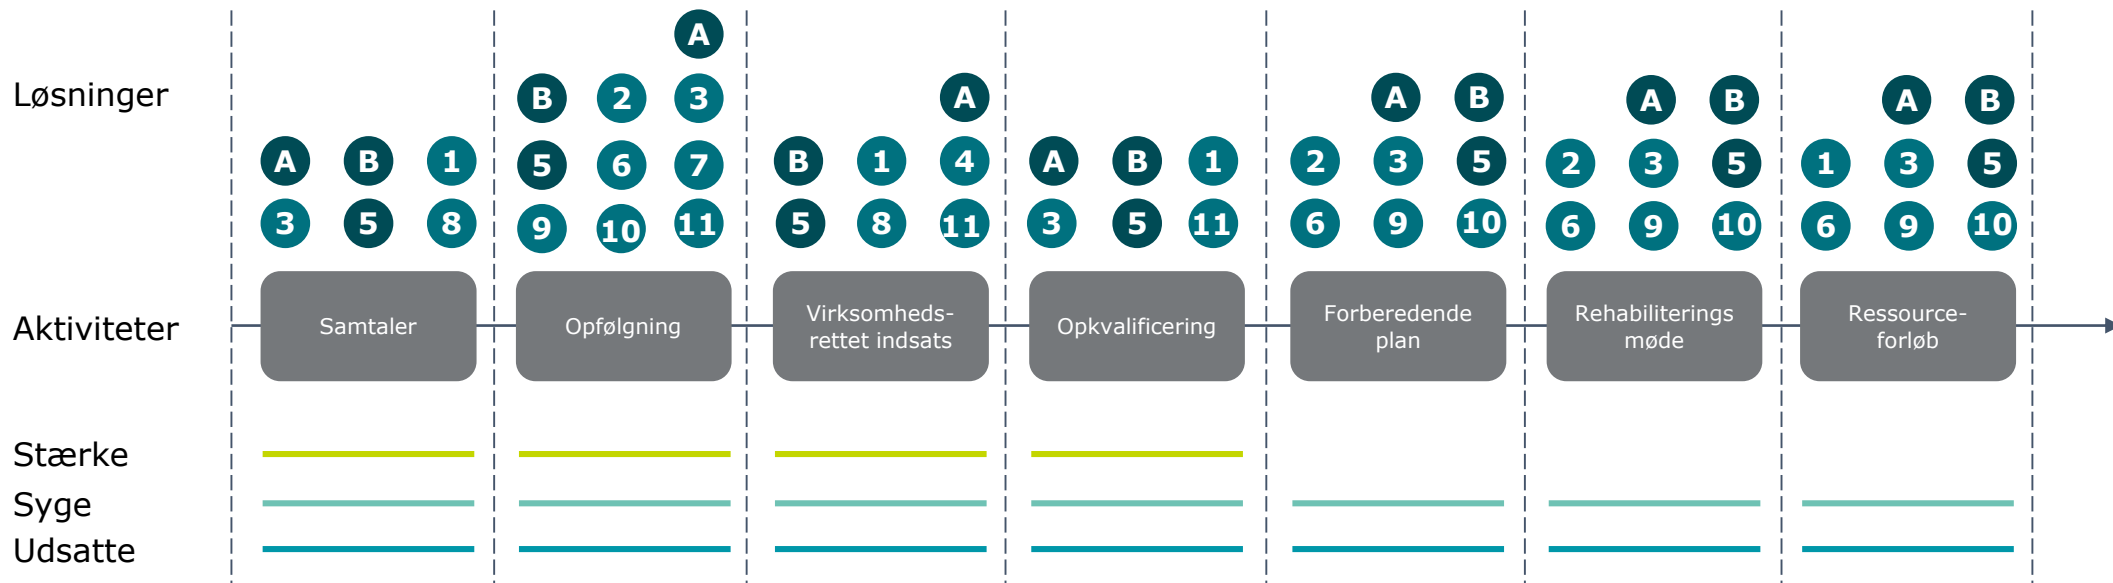 Løsninger
A
B 2 3
5 6 7
9 10 11
A B 1
3 5 8
A
B 1 4
5 8 11
A B 1
3 5 11
A B
2 3 5
6 9 10
A B
2 3 5
6 9 10
A B
1 3 5
6 9 10
Aktiviteter
Samtaler
Opfølgning
Virksomheds-
rettet indsats
Opkvalificering
Forberedende
plan
Rehabiliterings
møde
Ressource-
forløb
Stærke
Syge
Udsatte